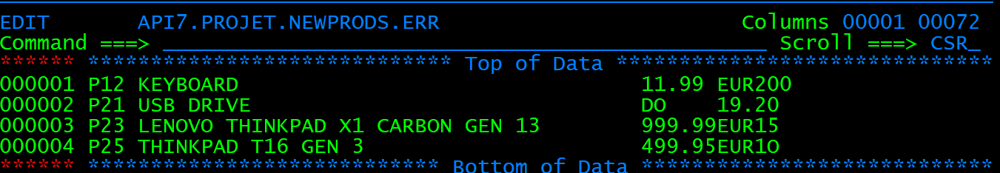 EDIT       API7.PROJET.NEWPRODS.ERR                        Columns 00001 00072
Command ===>                                                  Scroll ===> CSR_
****** ***************************** Top of Data ******************************
000001 P12 KEYBOARD                                11.99 EUR200
000002 P21 USB DRIVE                               DO    19.20
000003 P23 LENOVO THINKPAD X1 CARBON GEN 13        999.99EUR15
000004 P25 THINKPAD T16 GEN 3                      499.95EUR10
****** **************************** Bottom of Data ****************************